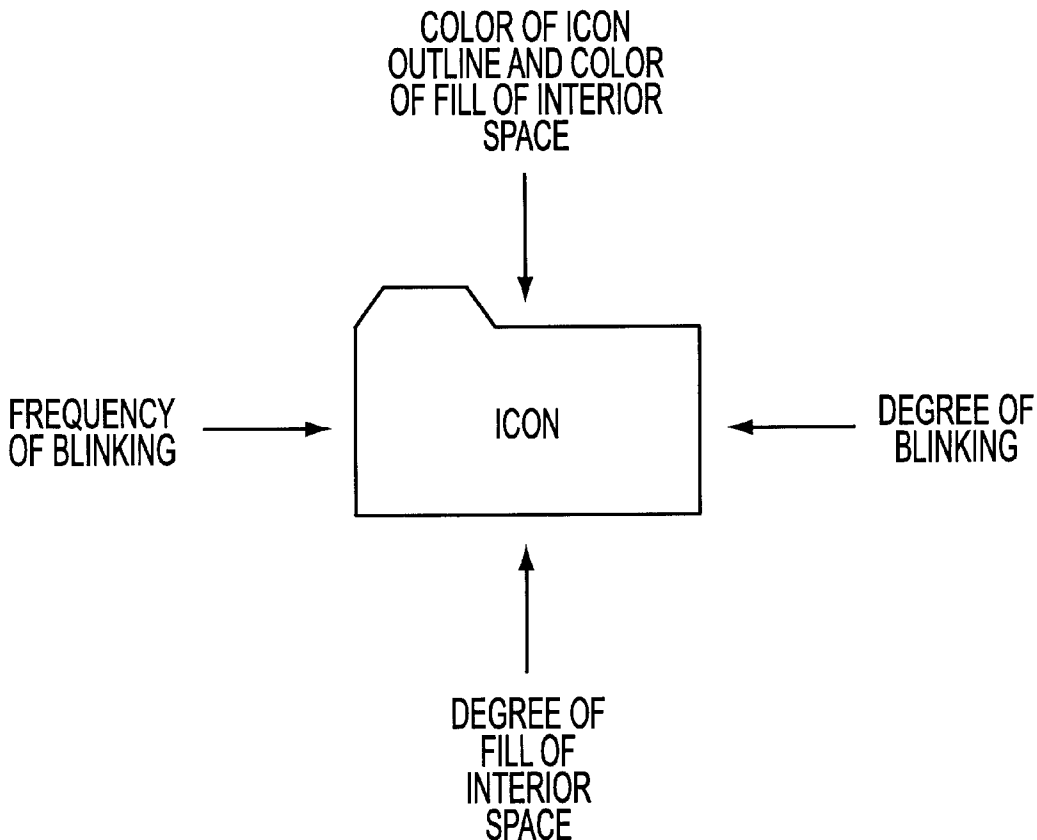 COLOR OF ICON
OUTLINE AND COLOR
OF FILL OF INTERIOR
SPACE
FREQUENCY
OF BLINKING
ICON
DEGREE OF
BLINKING
DEGREE OF
FILL OF
INTERIOR
SPACE